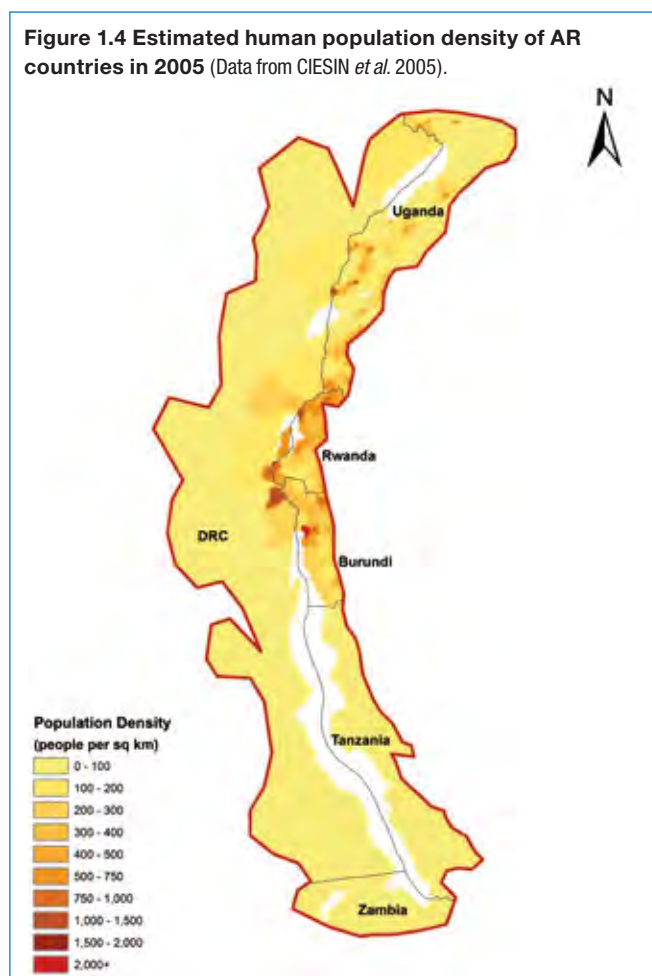 Figure 1.4 Estimated human population density of AR
countries in 2005 (Data from CIESIN et al. 2005).
N
Uganda
Rwanda
DRC
Burundi
Tanzania
Zambia
Population Density
(people per sq km)
0 - 100
100 - 200
200 - 300
300 - 400
400 - 500
500 - 750
750 - 1,000
1,000 - 1,500
1,500 - 2,000
2,000+